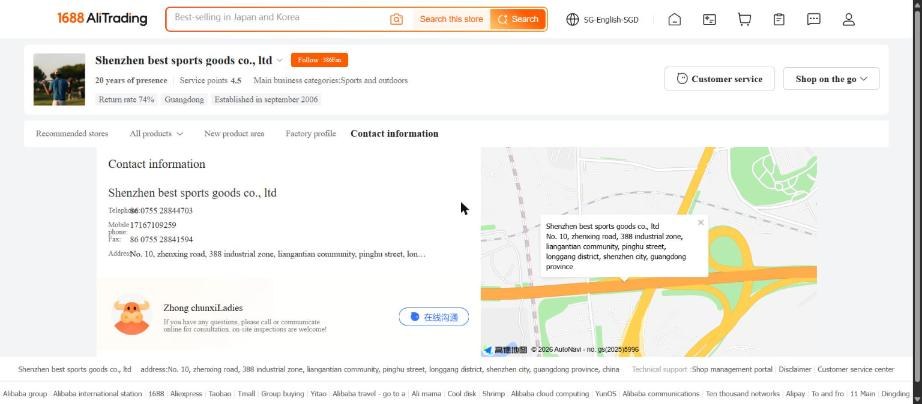 1688 AliTrading
Best-selling in Japan and Korea
Search this store
Search
SG-English-SGD
Shenzhen best sports goods co., ltd
Follow
20 years of presence
Service points 4.5
Main business categories:Sports and outdoors
Return rate 74%
Guangdong
Established in september 2006
Customer service
Shop on the go
Recommended stores
All products
New product area
Factory profile
Contact information
Contact information
Shenzhen best sports goods co., ltd
86 0755 28844703
Mobile phone:
17167109259
Fax:
86 0755 28841594
No. 10, zhenxing road, 388 industrial zone, liangantian community, pinghu street, lon...
Zhong chunxiLadies
If you have any questions, please call or communicate
online for consultation, on-site inspections are welcome!
在线沟通
Shenzhen best sports goods co., ltd
No. 10, zhenxing road, 388 industrial zone,
liangantian community, pinghu street,
longgang district, shenzhen city, guangdong
province
高德地图 © 2026 AutoNavi - no. gs(2025)5996
Shenzhen best sports goods co., ltd address:No. 10, zhenxing road, 388 industrial zone, liangantian community, pinghu street, longgang district, shenzhen city, guangdong province, china Technical support :Shop management portal Disclaimer Customer service center
Alibaba group Alibaba international station 1688 Aliexpress Taobao Tmall Group buying Yitao Alibaba travel - go to a Ali mama Cool disk Shrimp Alibaba cloud computing YunOS Alibaba communications Ten thousand networks Alipay To and fro 11 Main Dingding